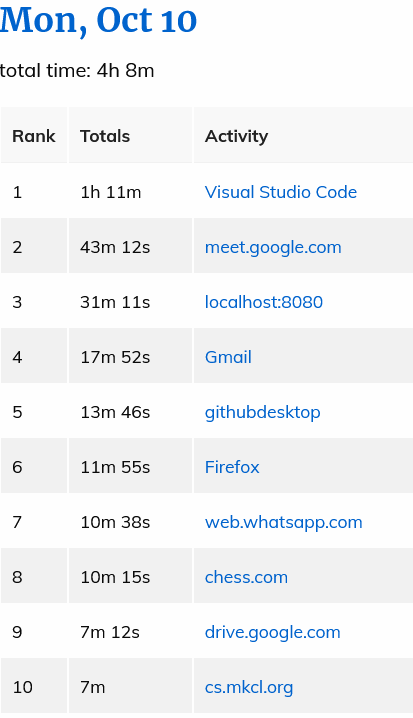 Mon, Oct 10
total time: 4h 8m
Rank Totals Activity
1 1h 11m Visual Studio Code
2 43m 12s meet.google.com
3 31m 11s localhost:8080
4 17m 52s Gmail
5 13m 46s githubdesktop
6 11m 55s Firefox
7 10m 38s web.whatsapp.com
8 10m 15s chess.com
9 7m 12s drive.google.com
10 7m cs.mkcl.org